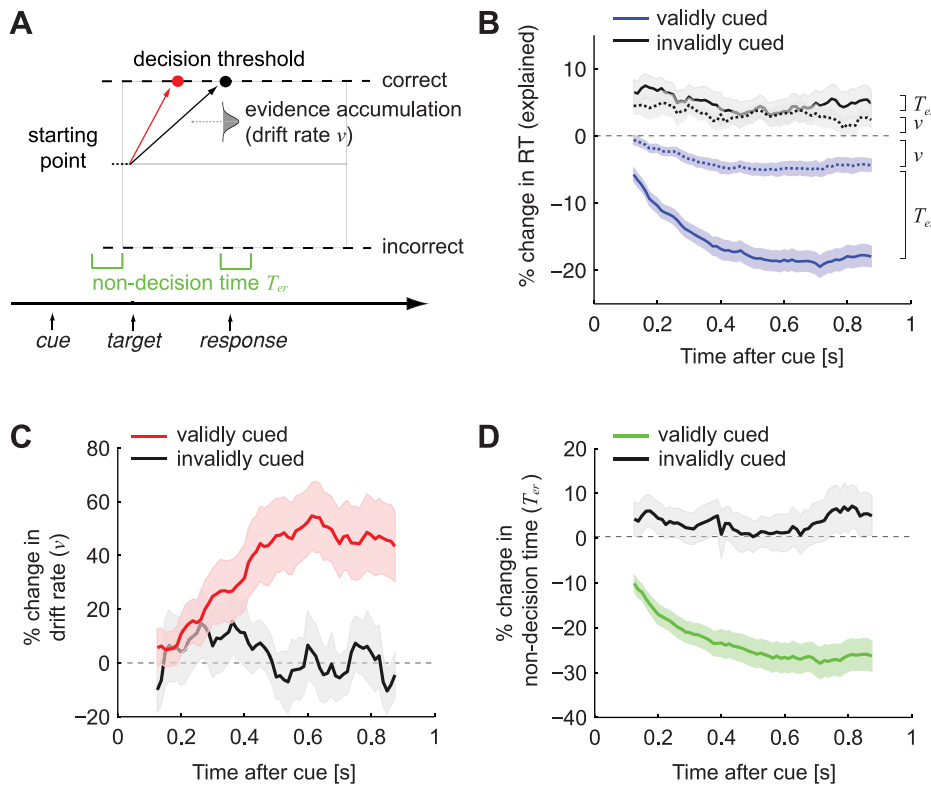 A
decision threshold
correct
evidence accumulation
(drift rate v)
starting
point
incorrect
non-decision time Ter
cue
target
response
B
validly cued
invalidly cued
% change in RT (explained)
10
0
−10
−20
0
0.2
0.4
0.6
0.8
1
Time after cue [s]
v
v
C
validly cued
invalidly cued
% change in
drift rate (v)
80
60
40
20
0
−20
0
0.2
0.4
0.6
0.8
1
Time after cue [s]
D
validly cued
invalidly cued
% change in
non-decision time (Ter)
20
10
0
−10
−20
−30
−40
0
0.2
0.4
0.6
0.8
1
Time after cue [s]